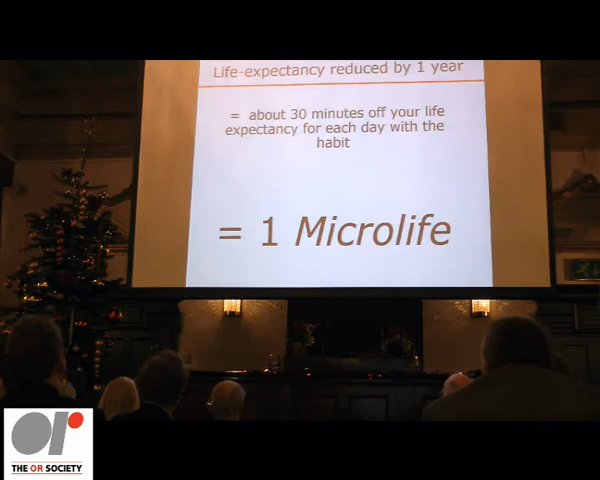 Life-expectancy reduced by 1 year
= about 30 minutes off your life
expectancy for each day with the
habit
= 1 Microlife
or
THE OR SOCIETY